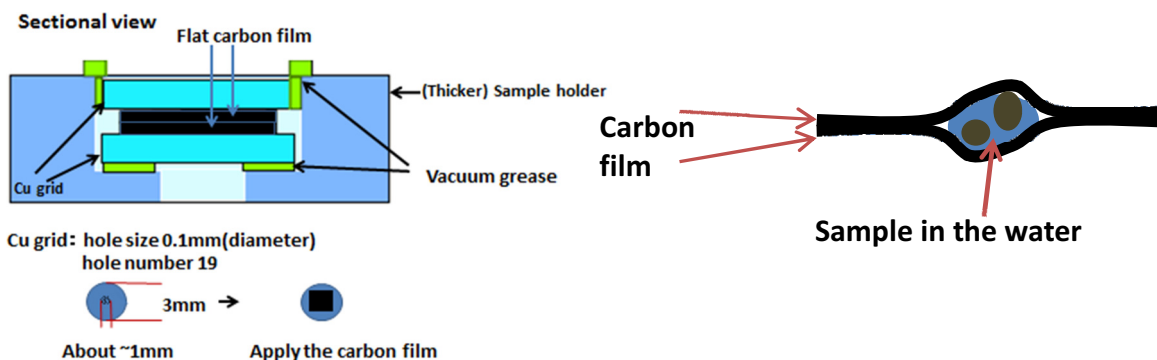 Sectional view
Flat carbon film
(Thicker) Sample holder
Cu grid
Vacuum grease
Cu grid: hole size 0.1mm(diameter)
hole number 19
3mm
About ~1mm
Apply the carbon film
Carbon
film
Sample in the water